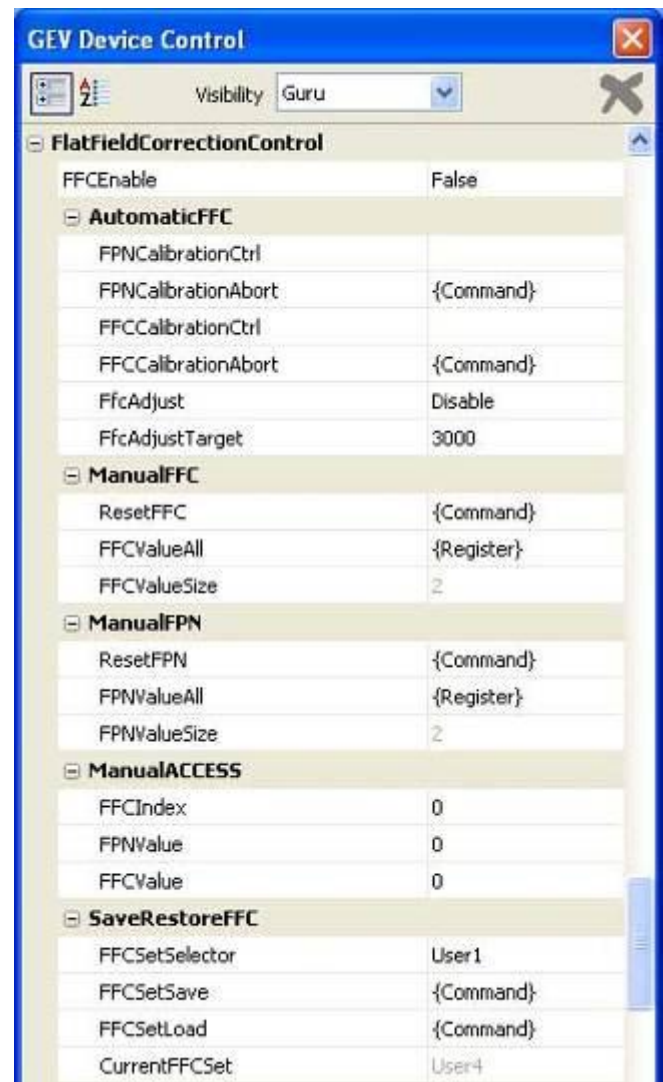 GEV Device Control
Visibility Guru
FlatFieldCorrectionControl
FFCEnable False
AutomaticFFC
FPNCalibrationCtrl
FPNCalibrationAbort {Command}
FFCCalibrationCtrl
FFCCalibrationAbort {Command}
FfcAdjust Disable
FfcAdjustTarget 3000
ManualFFC
ResetFFC {Command}
FFCValueAll {Register}
FFCValueSize 2
ManualFPN
ResetFPN {Command}
FPNValueAll {Register}
FPNValueSize 2
ManualACCESS
FFCIndex 0
FPNValue 0
FFCValue 0
SaveRestoreFFC
FFCSetSelector User1
FFCSetSave {Command}
FFCSetLoad {Command}
CurrentFFCSet User4